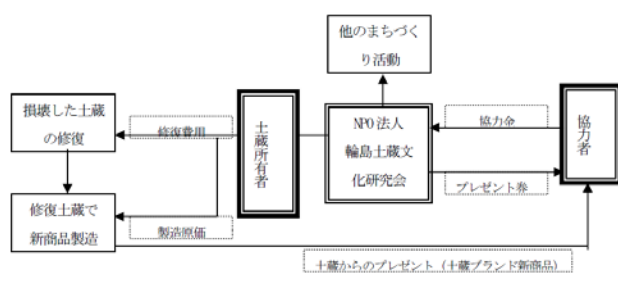 他のまちづく
り活動
損壊した土蔵
の修復
修復費用
土蔵所有者
NPO法人
輪島土蔵文
化研究会
協力金
協力者
プレゼント券
修復土蔵で
新商品製造
製造原価
土蔵からのプレゼント（土蔵ブランド新商品）